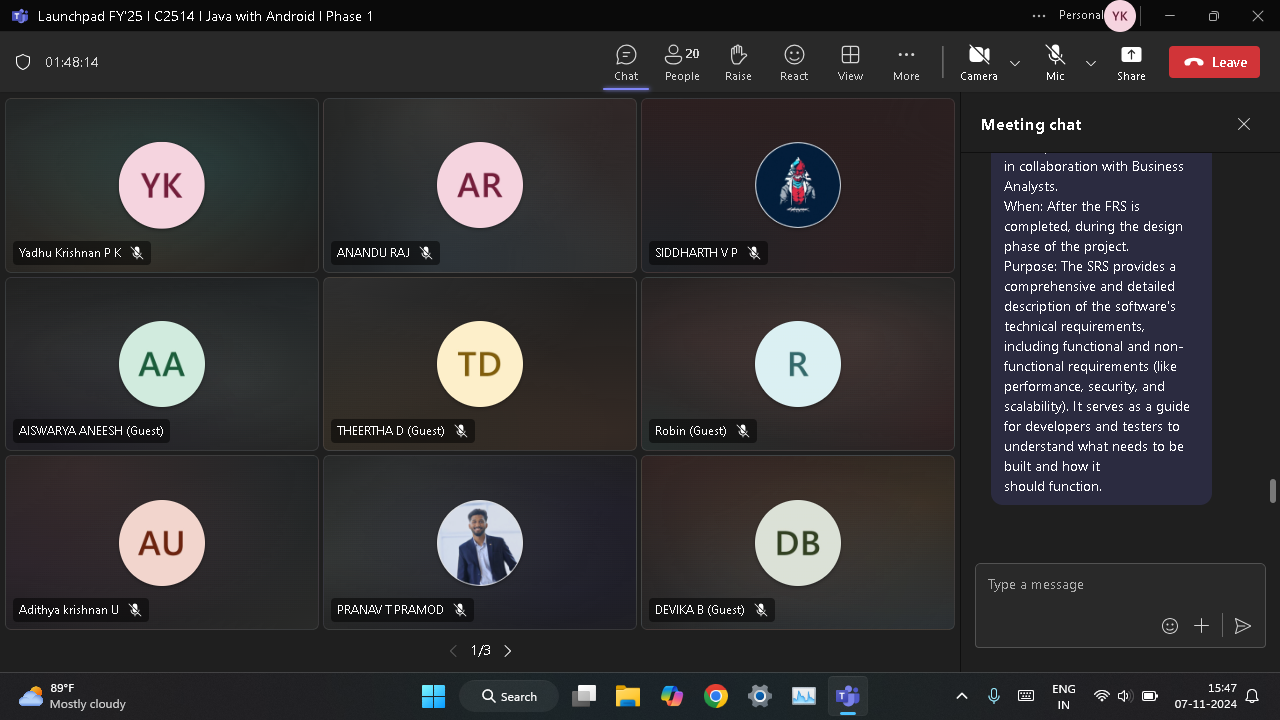 Launchpad FY'25 I C2514 I Java with Android I Phase 1
Personal
YK
01:48:14
20
Chat
People
Raise
React
View
More
Camera
Mic
Share
Leave
YK
Yadhu Krishnan P K
AR
ANANDU RAJ
SIDDHARTH V P
AA
AISWARYA ANEESH (Guest)
TD
THEERTHA D (Guest)
R
Robin (Guest)
AU
Adithya krishnan U
PRANAV T PRAMOD
DB
DEVIKA B (Guest)
1/3
Meeting chat
in collaboration with Business
Analysts.
When: After the FRS is
completed, during the design
phase of the project.
Purpose: The SRS provides a
comprehensive and detailed
description of the software's
technical requirements,
including functional and non-
functional requirements (like
performance, security, and
scalability). It serves as a guide
for developers and testers to
understand what needs to be
built and how it
should function.
Type a message
89°F
Mostly cloudy
Search
ENG
IN
15:47
07-11-2024